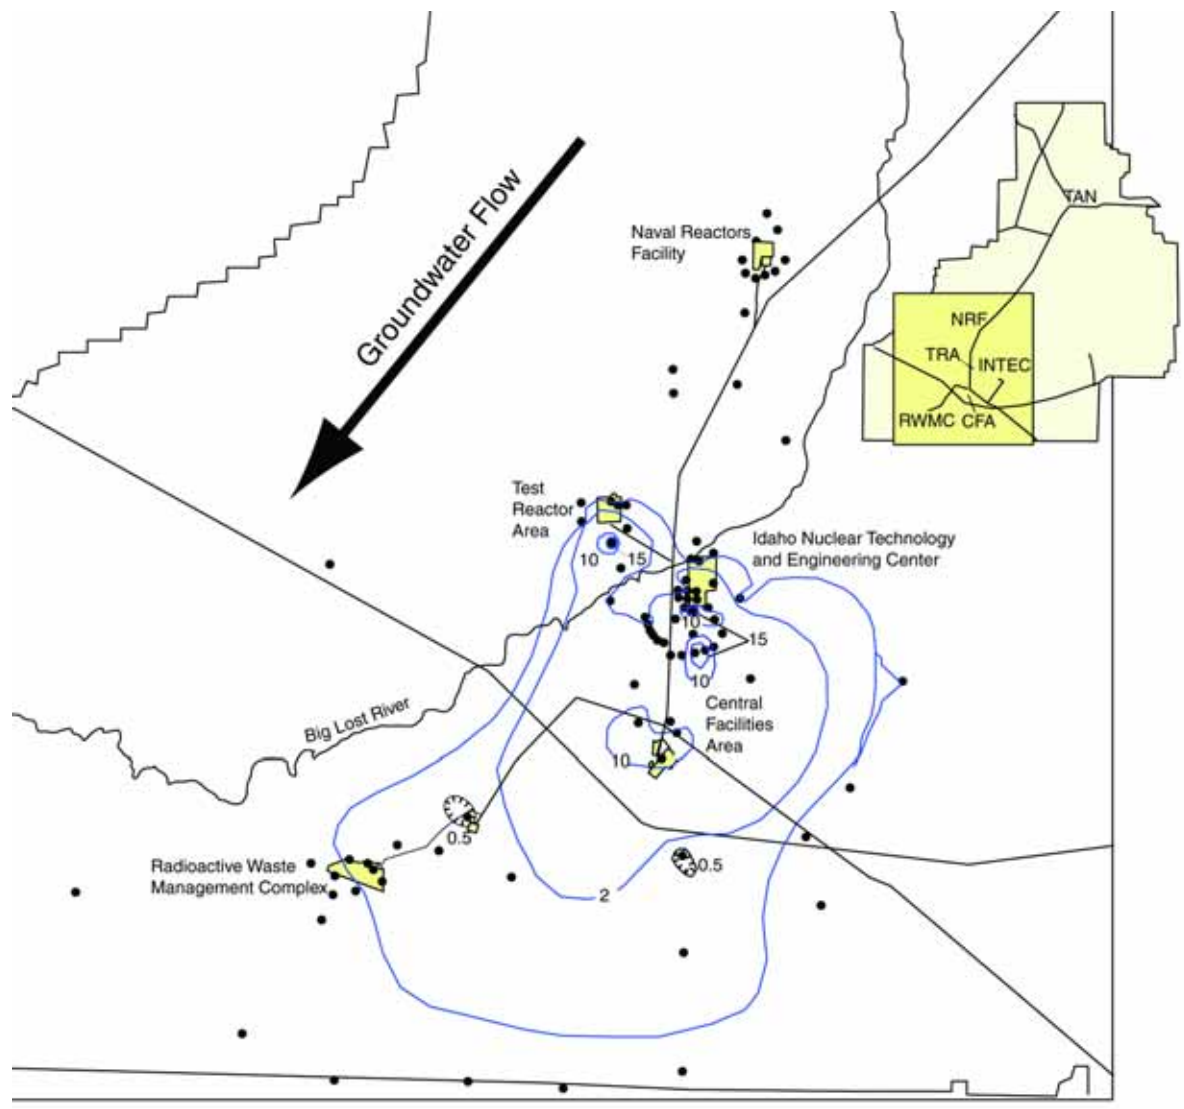 TAN
Groundwater Flow
Naval Reactors
Facility
NRF
TRA
INTEC
RWMC CFA
Test
Reactor
Area
Idaho Nuclear Technology
and Engineering Center
10
15
10
15
10
Central
Facilities
Area
Big Lost River
10
0.5
0.5
Radioactive Waste
Management Complex
2